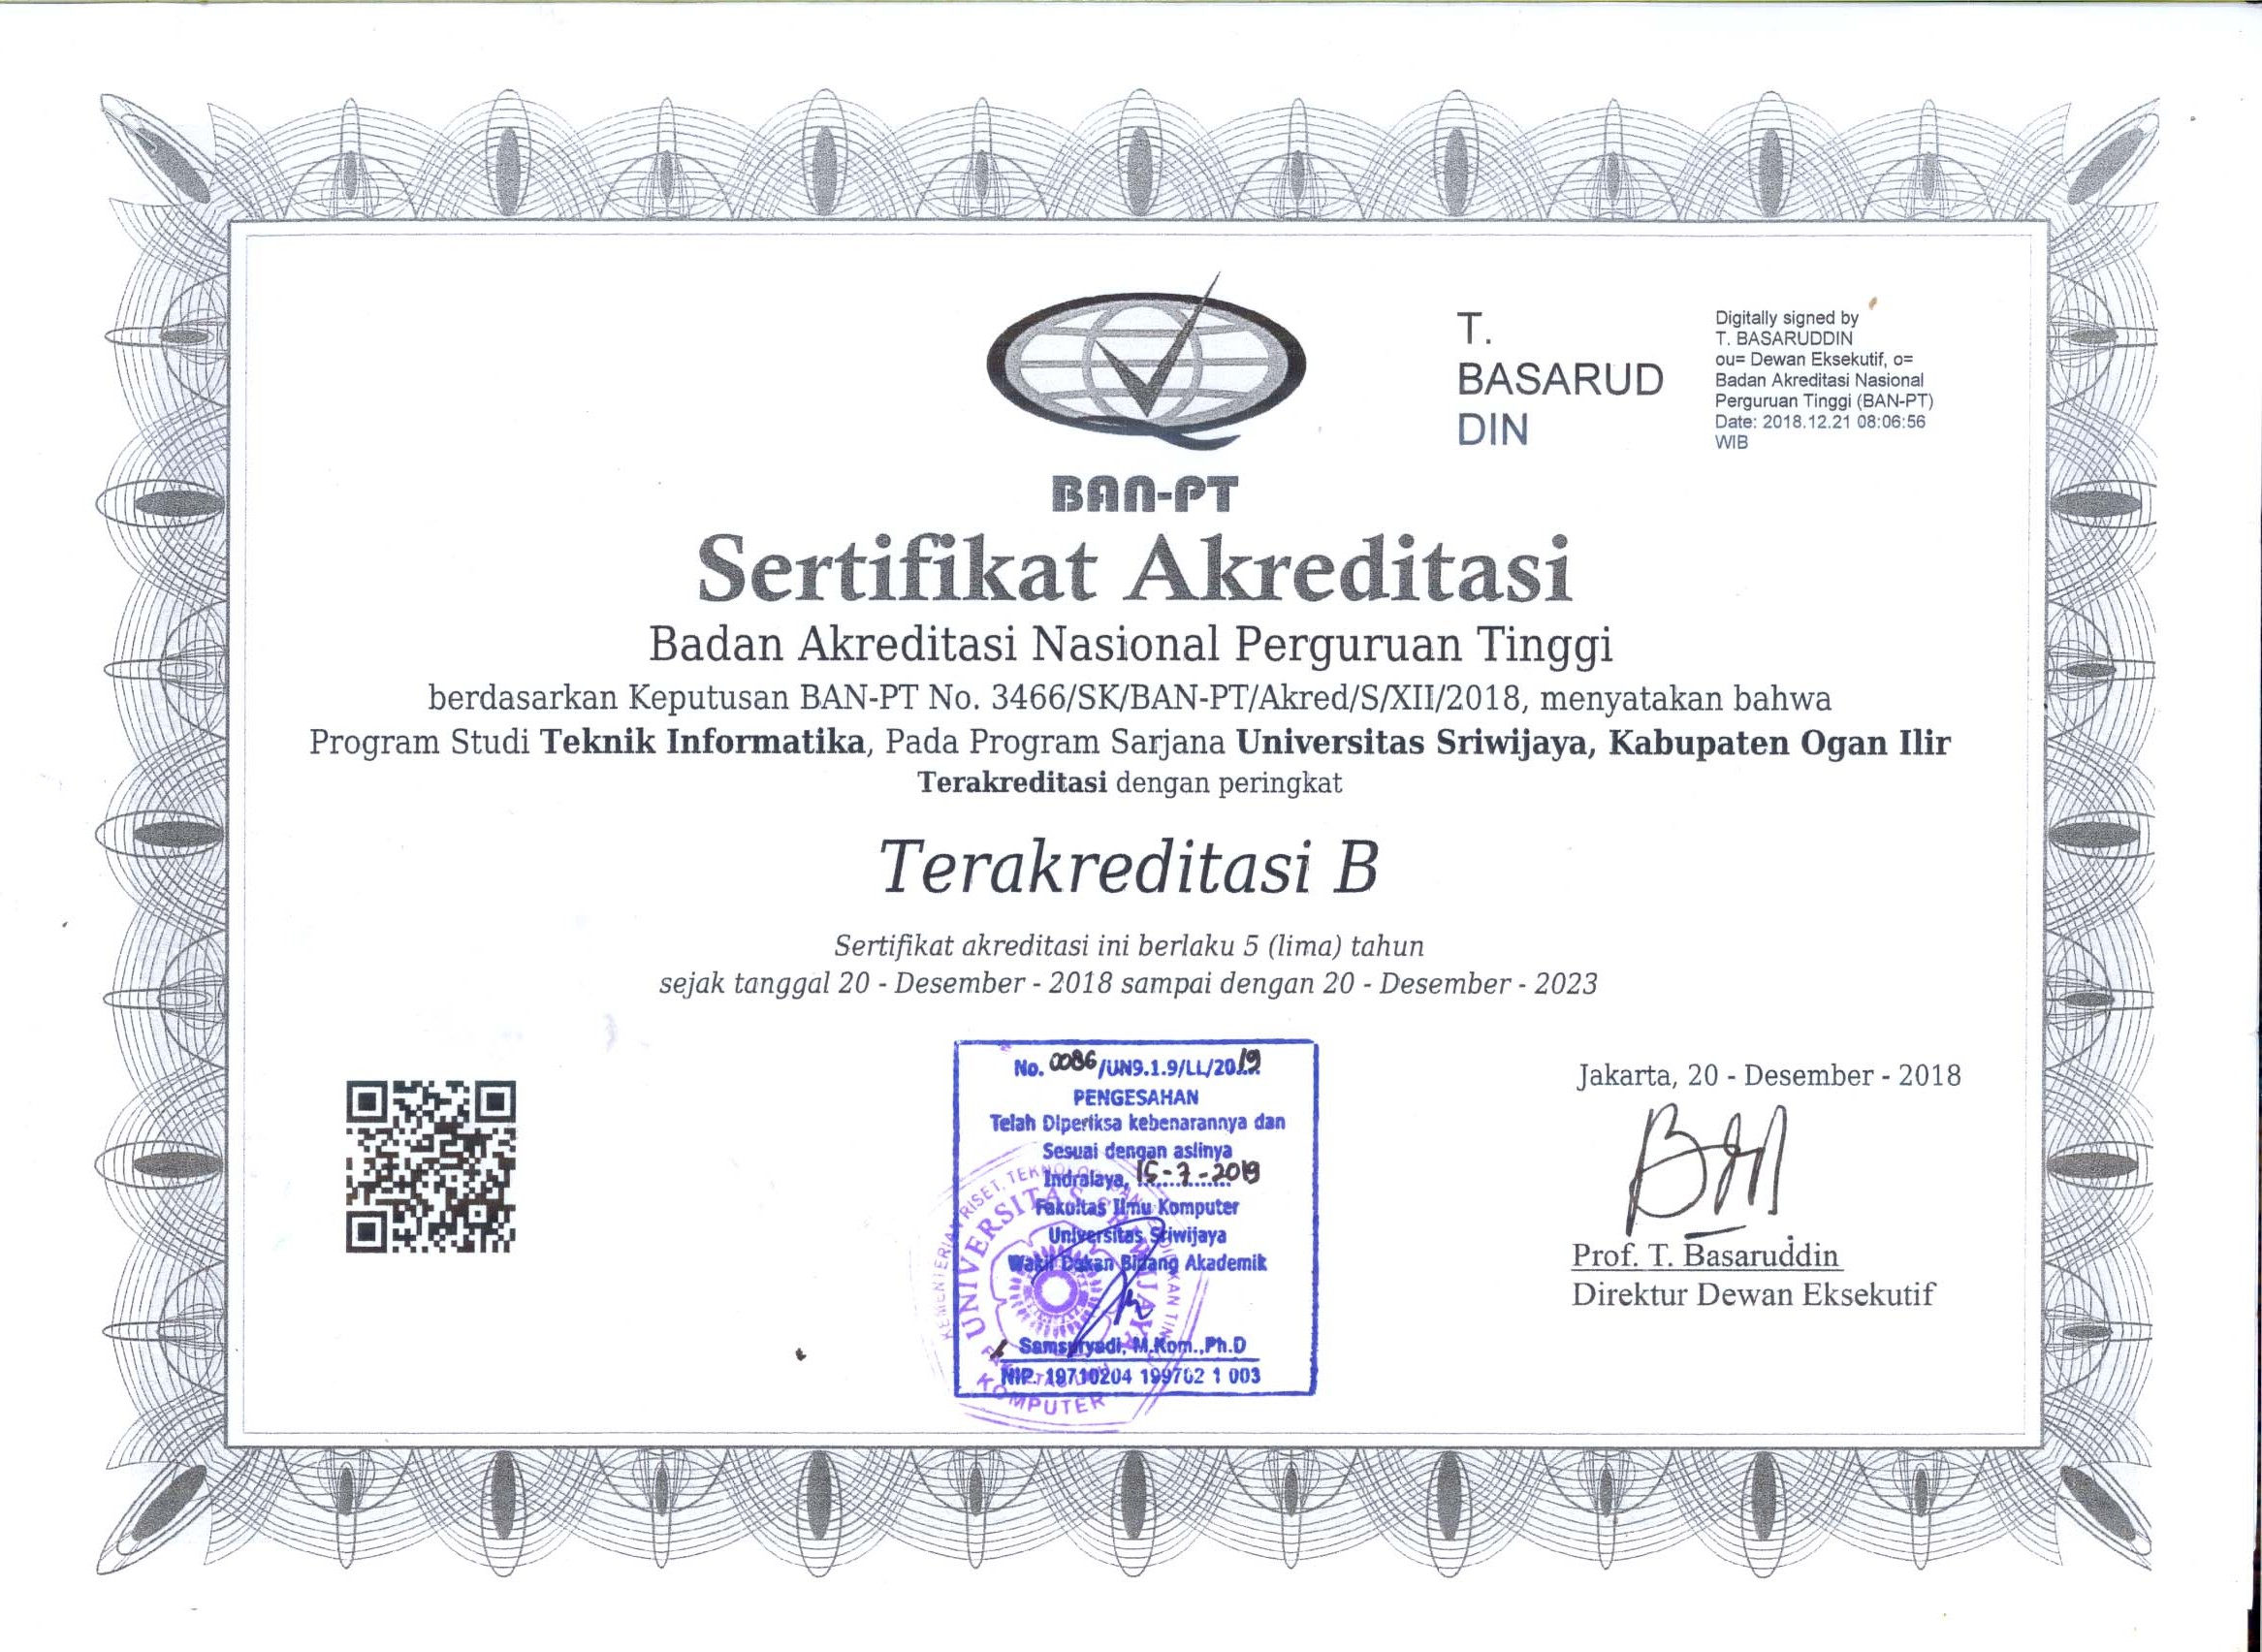 T.
BASARUD
DIN
Digitally signed by
T. BASARUDDIN
ou= Dewan Eksekutif, o=
Badan Akreditasi Nasional
Perguruan Tinggi (BAN-PT)
Date: 2018.12.21 08:06:56
WIB
BAN-PT
Sertifikat Akreditasi
Badan Akreditasi Nasional Perguruan Tinggi
berdasarkan Keputusan BAN-PT No. 3466/SK/BAN-PT/Akred/S/XII/2018, menyatakan bahwa
Program Studi Teknik Informatika, Pada Program Sarjana Universitas Sriwijaya, Kabupaten Ogan Ilir
Terakreditasi dengan peringkat
Terakreditasi B
Sertifikat akreditasi ini berlaku 5 (lima) tahun
sejak tanggal 20 - Desember - 2018 sampai dengan 20 - Desember - 2023
No. 0086/UN9.1.9/LL/2019
PENGESAHAN
Telah Diperiksa kebenarannya dan
Sesuai dengan aslinya
Indralaya, 15-7-2019
Fakultas Ilmu Komputer
Universitas Sriwijaya
Wakil Dekan Bidang Akademik
Samsuryadi, M.Kom.,Ph.D
NIP. 19710204 199702 1 003
UNIVERSITAS SRIWIJAYA
KOMPUTER
Jakarta, 20 - Desember - 2018
Prof. T. Basaruddin
Direktur Dewan Eksekutif